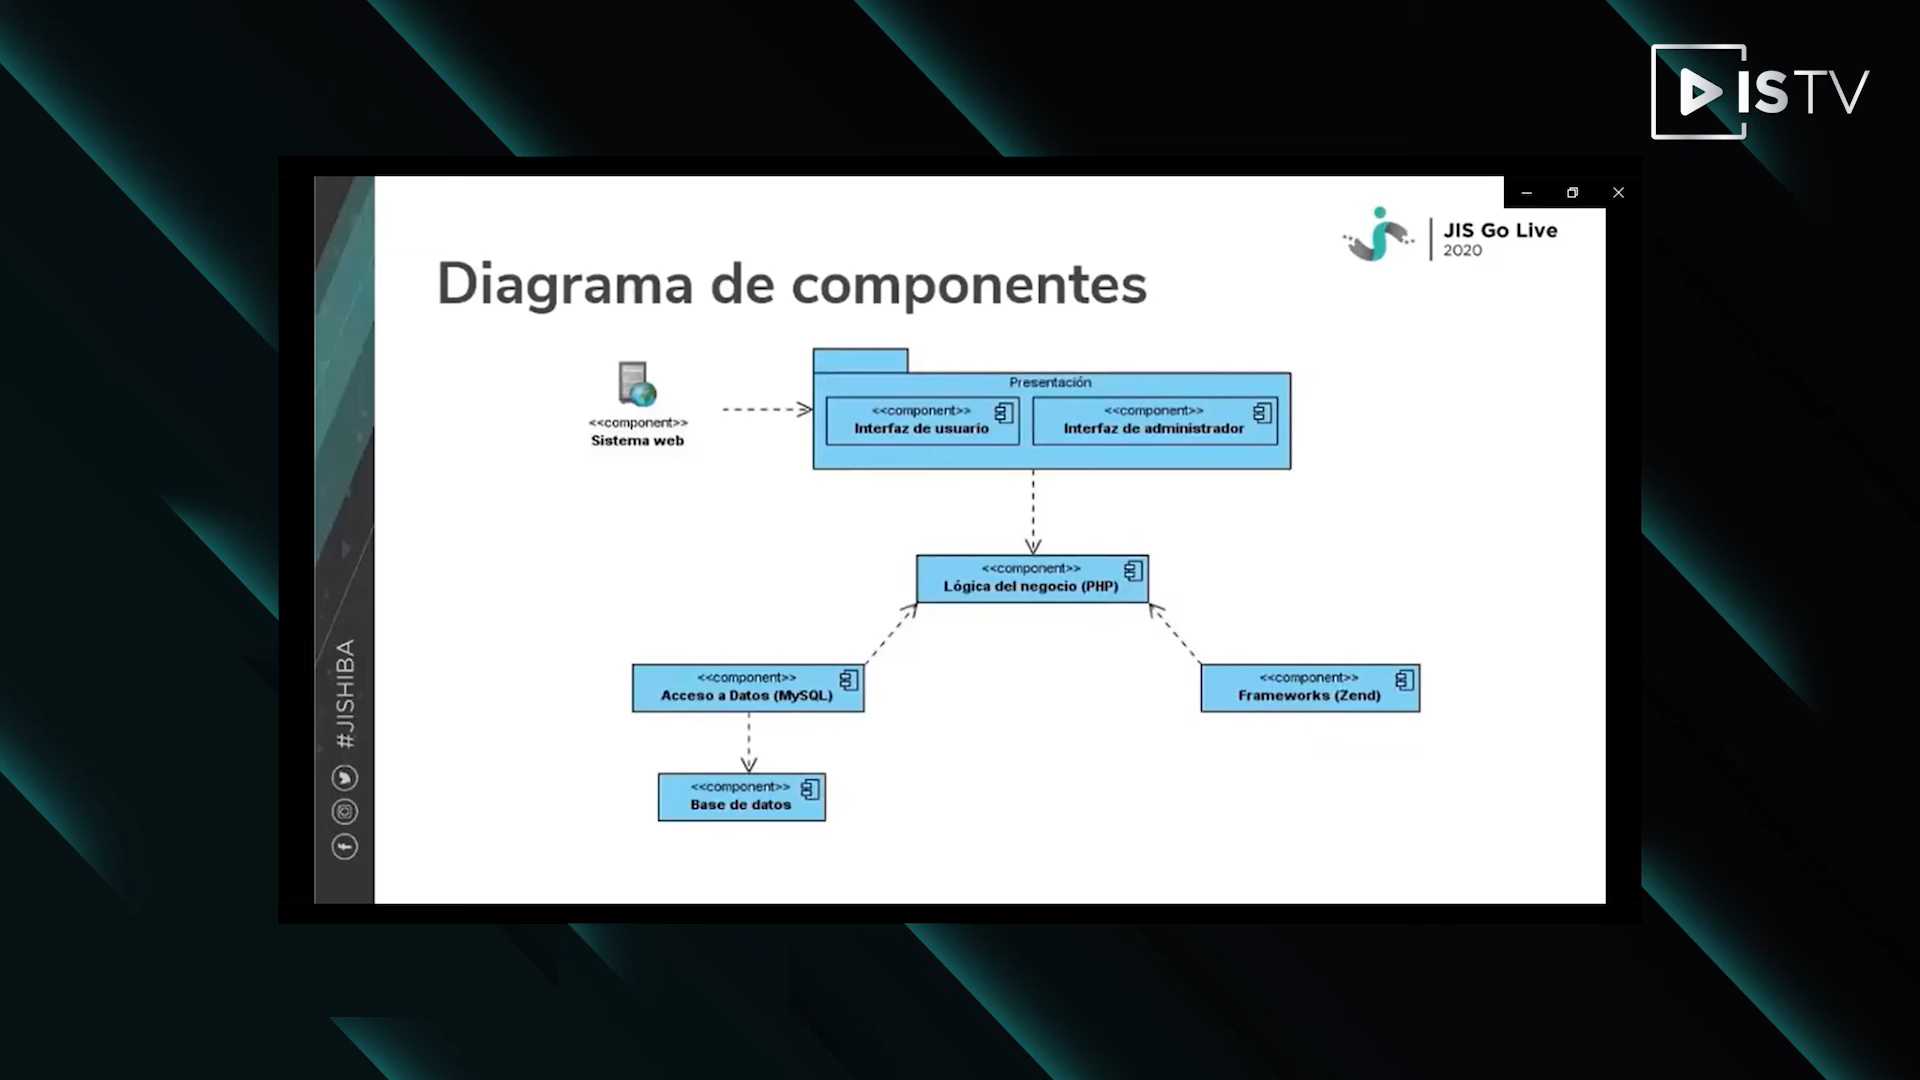 ISTV
JIS Go Live
2020
Diagrama de componentes
<<component>>
Sistema web
Presentación
<<component>>
Interfaz de usuario
<<component>>
Interfaz de administrador
<<component>>
Lógica del negocio (PHP)
<<component>>
Acceso a Datos (MySQL)
<<component>>
Frameworks (Zend)
<<component>>
Base de datos
#JISHIBA